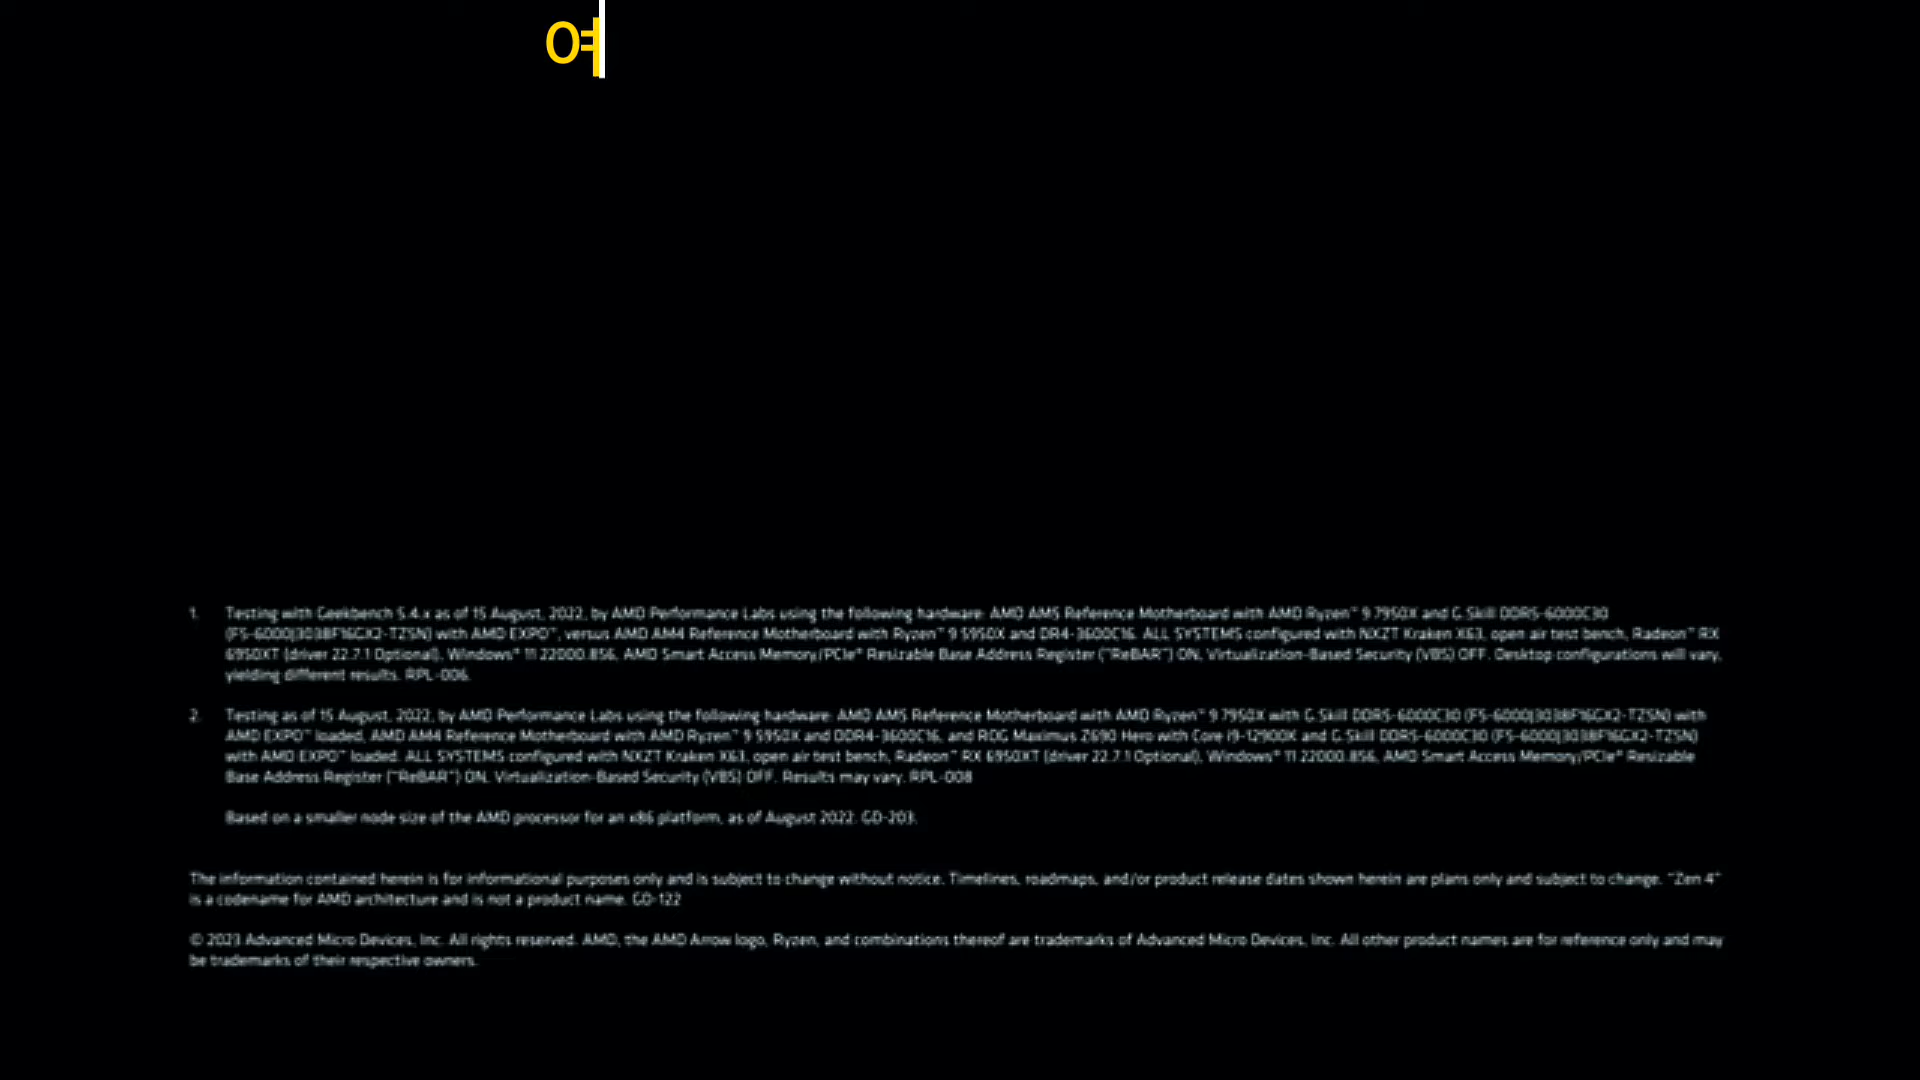 여
1. Testing with Geekbench 5.4.x as of 15 August, 2022, by AMD Performance Labs using the following hardware: AMD AM5 Reference Motherboard with AMD Ryzen™ 9 7950X and G.Skill DDR5-6000C30
(F5-6000J3038F16GX2-TZ5N) with AMD EXPO™, versus AMD AM4 Reference Motherboard with Ryzen™ 9 5950X and DR4-3600C16. ALL SYSTEMS configured with NXZT Kraken X63, open air test bench, Radeon™ RX
6950XT (driver 22.7.1 Optional), Windows® 11 22000.856, AMD Smart Access Memory/PCIe® Resizable Base Address Register ("ReBAR") ON, Virtualization-Based Security (VBS) OFF. Desktop configurations will vary,
yielding different results. RPL-006.
2. Testing as of 15 August, 2022, by AMD Performance Labs using the following hardware: AMD AM5 Reference Motherboard with AMD Ryzen™ 9 7950X with G.Skill DDR5-6000C30 (F5-6000J3038F16GX2-TZ5N) with
AMD EXPO™ loaded, AMD AM4 Reference Motherboard with AMD Ryzen™ 9 5950X and DDR4-3600C16, and ROG Maximus Z690 Hero with Core i9-12900K and G.Skill DDR5-6000C30 (F5-6000J3038F16GX2-TZ5N)
with AMD EXPO™ loaded. ALL SYSTEMS configured with NXZT Kraken X63, open air test bench, Radeon™ RX 6950XT (driver 22.7.1 Optional), Windows® 11 22000.856, AMD Smart Access Memory/PCIe® Resizable
Base Address Register ("ReBAR") ON, Virtualization-Based Security (VBS) OFF. Results may vary. RPL-008
Based on a smaller node size of the AMD processor for an x86 platform, as of August 2022. GD-203.
The information contained herein is for informational purposes only and is subject to change without notice. Timelines, roadmaps, and/or product release dates shown herein are plans only and subject to change. "Zen 4"
is a codename for AMD architecture and is not a product name. GD-122
© 2023 Advanced Micro Devices, Inc. All rights reserved. AMD, the AMD Arrow logo, Ryzen, and combinations thereof are trademarks of Advanced Micro Devices, Inc. All other product names are for reference only and may
be trademarks of their respective owners.